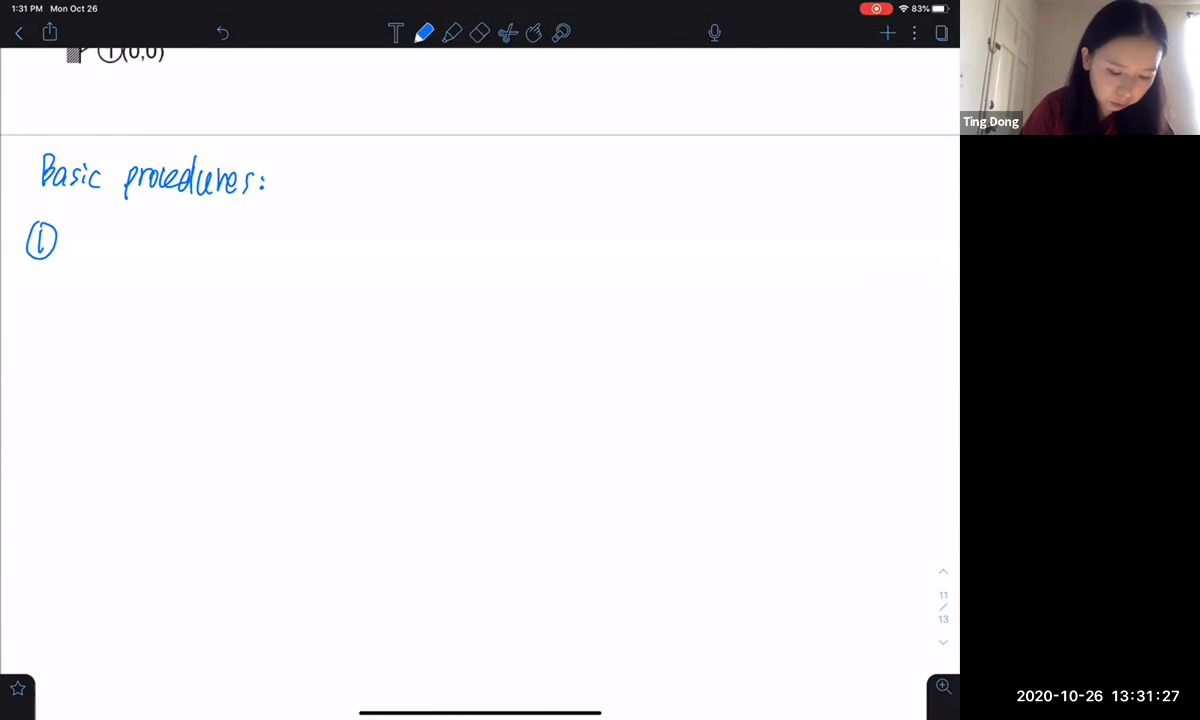 1:31 PM Mon Oct 26
83%
①(0,0)
Ting Dong
Basic procedures:
①
11
/
13
2020-10-26 13:31:27